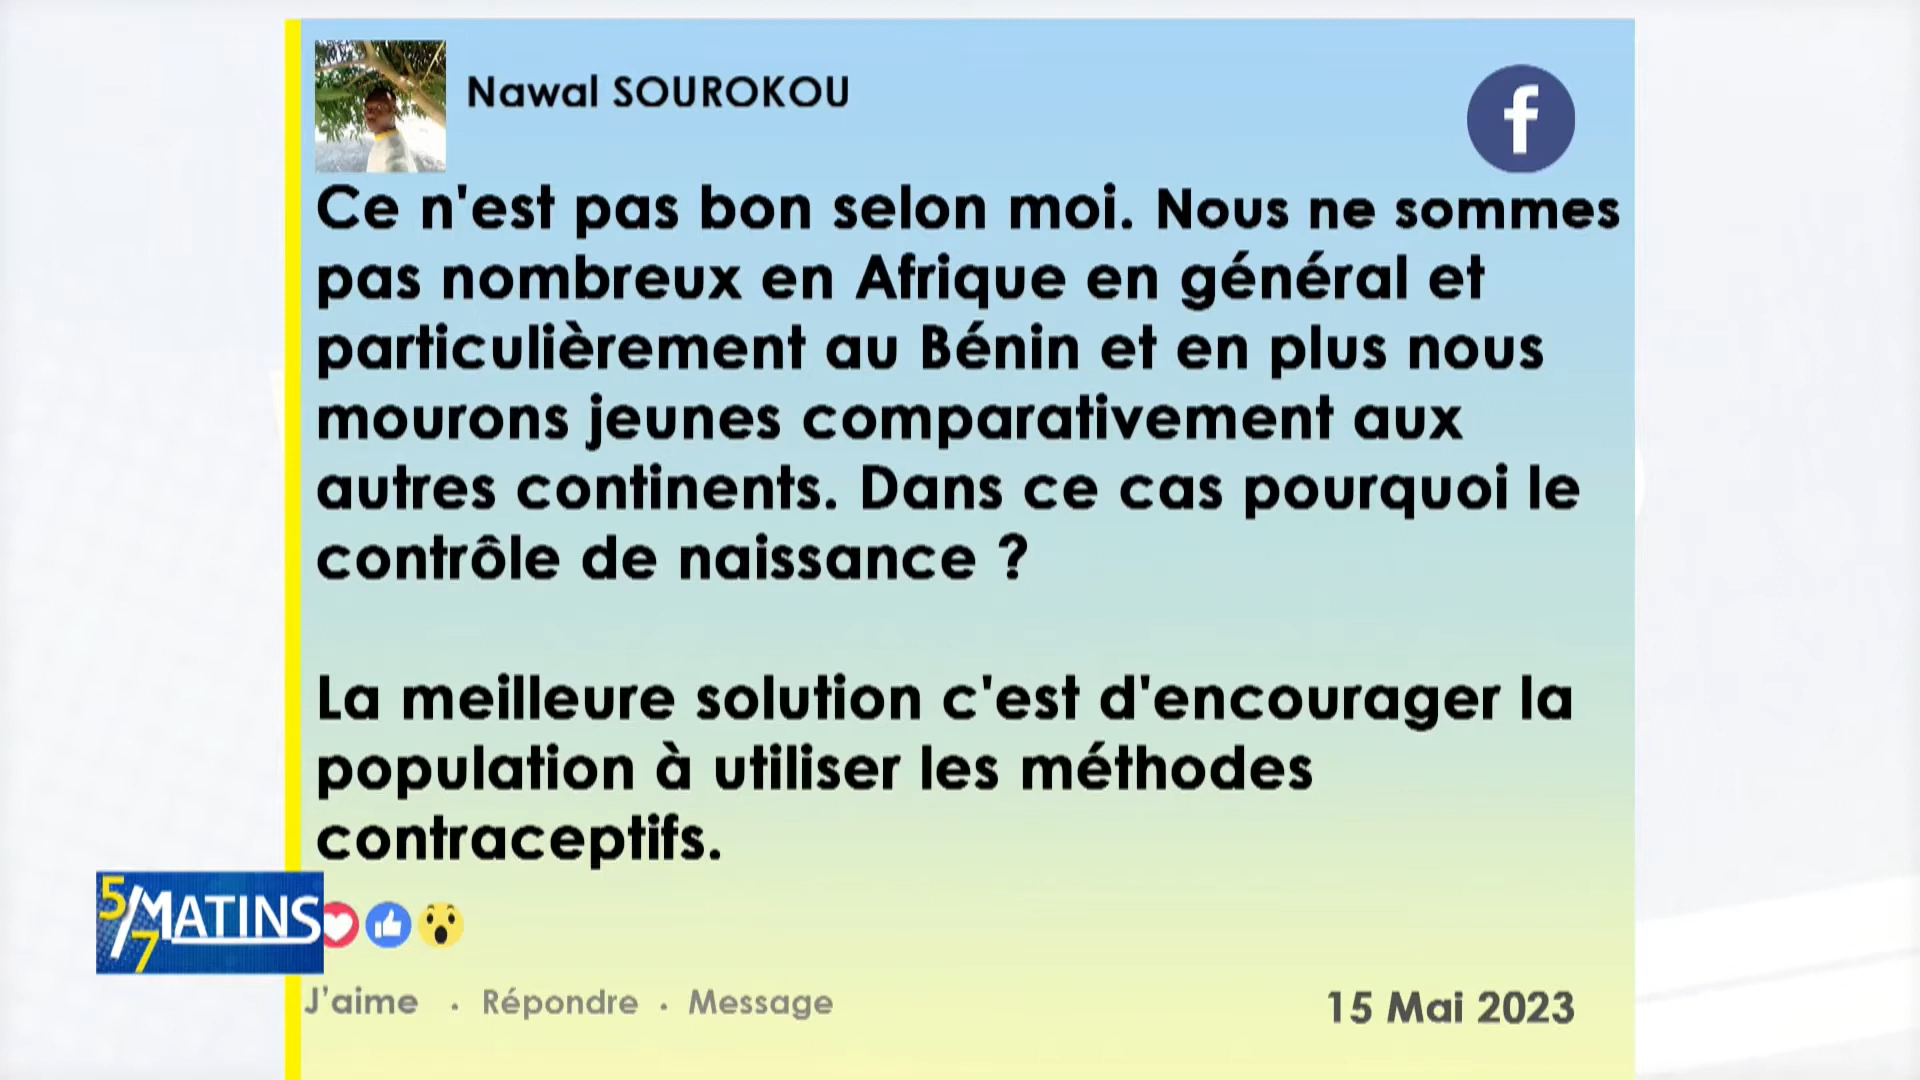 Nawal SOUROKOU
f
Ce n'est pas bon selon moi. Nous ne sommes
pas nombreux en Afrique en général et
particulièrement au Bénin et en plus nous
mourons jeunes comparativement aux
autres continents. Dans ce cas pourquoi le
contrôle de naissance ?
La meilleure solution c'est d'encourager la
population à utiliser les méthodes
contraceptifs.
5/7 MATINS
J'aime . Répondre . Message
15 Mai 2023